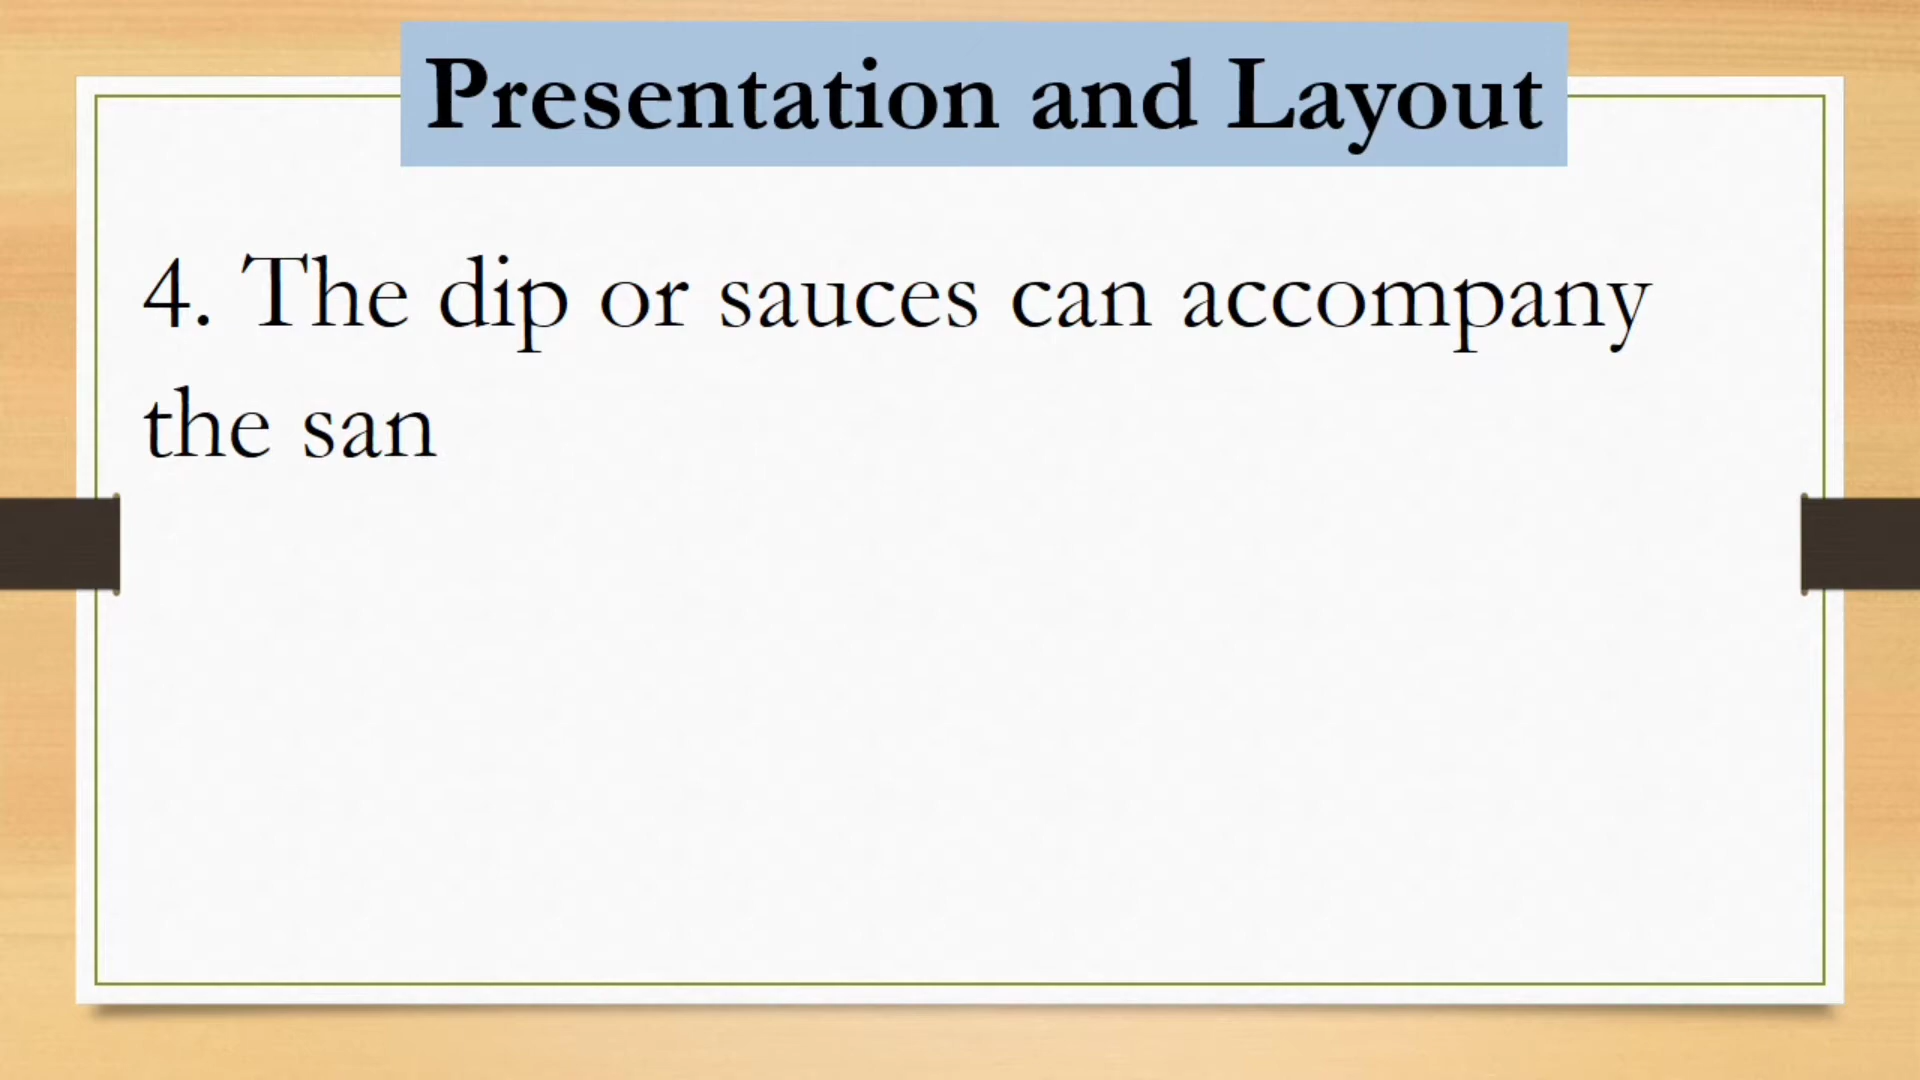 Presentation and Layout
4. The dip or sauces can accompany
the san